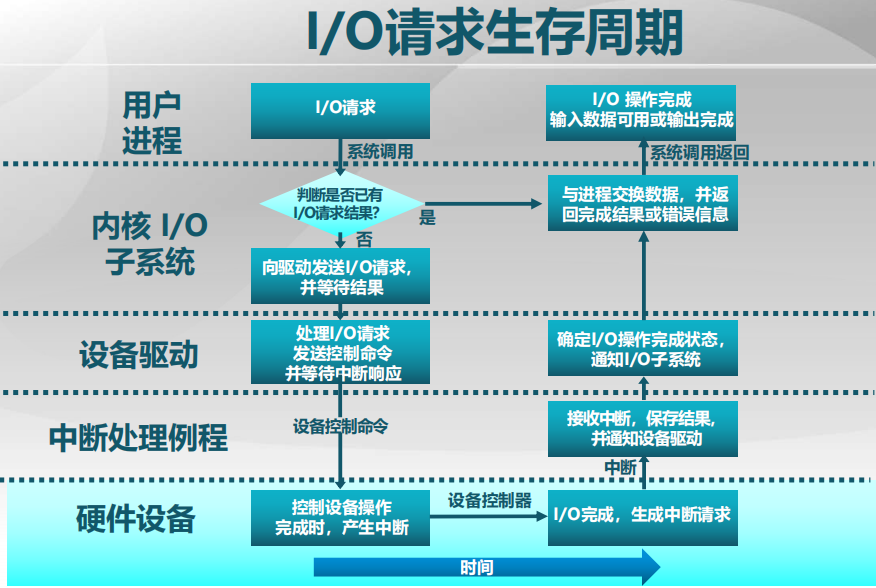 I/O请求生存周期
用户
进程
I/O请求
I/O 操作完成
输入数据可用或输出完成
系统调用
系统调用返回
内核 I/O
子系统
判断是否已有
I/O请求结果?
是
与进程交换数据，并返
回完成结果或错误信息
否
向驱动发送I/O请求，
并等待结果
设备驱动
处理I/O请求
发送控制命令
并等待中断响应
确定I/O操作完成状态，
通知I/O子系统
中断处理例程
设备控制命令
接收中断，保存结果，
并通知设备驱动
中断
硬件设备
控制设备操作
完成时，产生中断
设备控制器
I/O完成，生成中断请求
时间